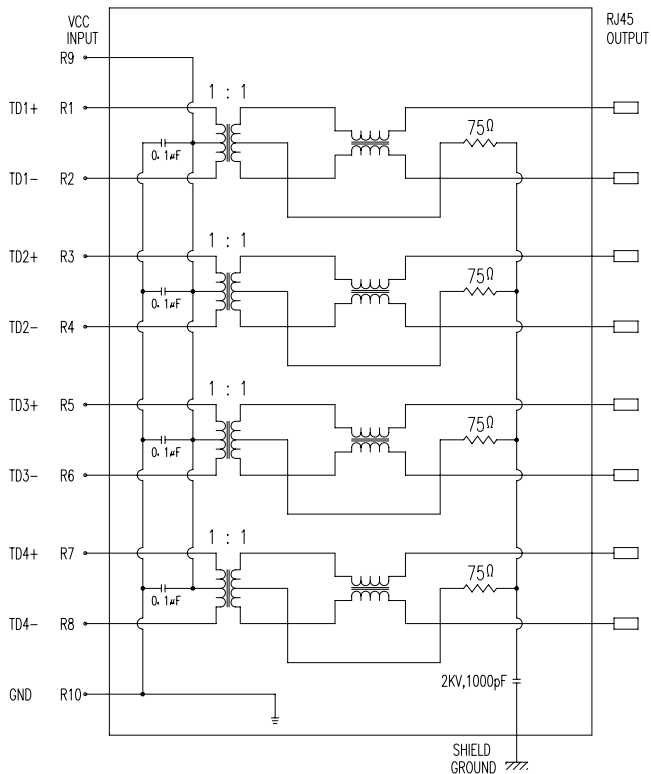 VCC
INPUT
RJ45
OUTPUT
R9
1 : 1
TD1+ R1
75Ω
0.1μF
TD1- R2
1 : 1
TD2+ R3
75Ω
0.1μF
TD2- R4
1 : 1
TD3+ R5
75Ω
0.1μF
TD3- R6
1 : 1
TD4+ R7
75Ω
0.1μF
TD4- R8
2KV,1000pF
GND R10
SHIELD
GROUND